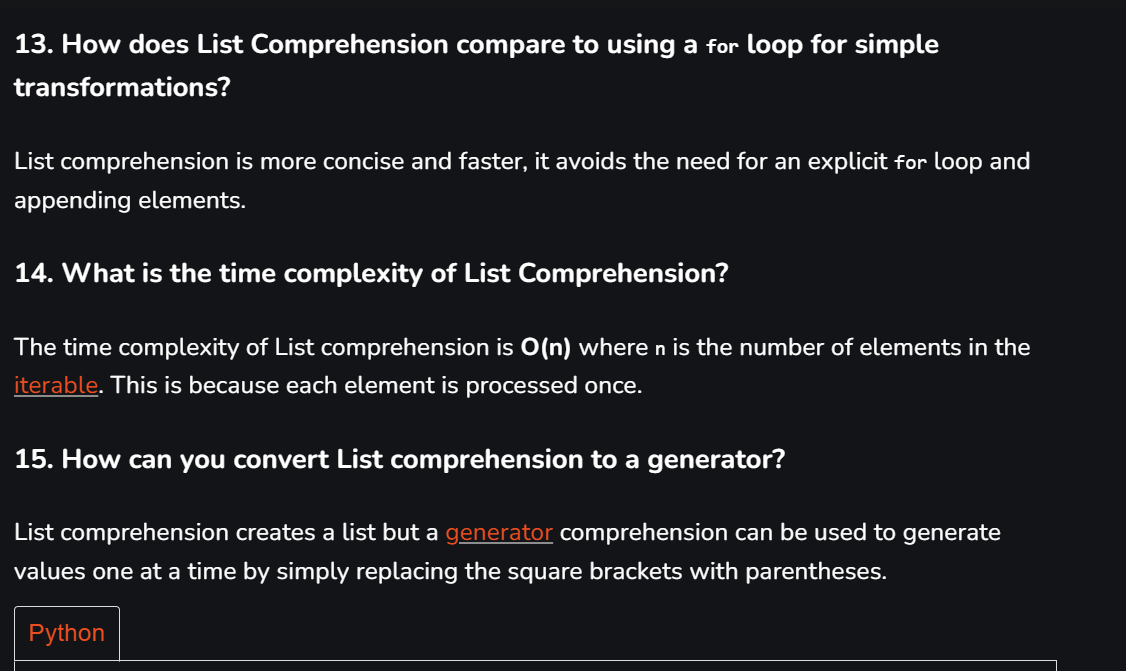 13. How does List Comprehension compare to using a for loop for simple
transformations?
List comprehension is more concise and faster, it avoids the need for an explicit for loop and
appending elements.
14. What is the time complexity of List Comprehension?
The time complexity of List comprehension is O(n) where n is the number of elements in the
iterable. This is because each element is processed once.
15. How can you convert List comprehension to a generator?
List comprehension creates a list but a generator comprehension can be used to generate
values one at a time by simply replacing the square brackets with parentheses.
Python